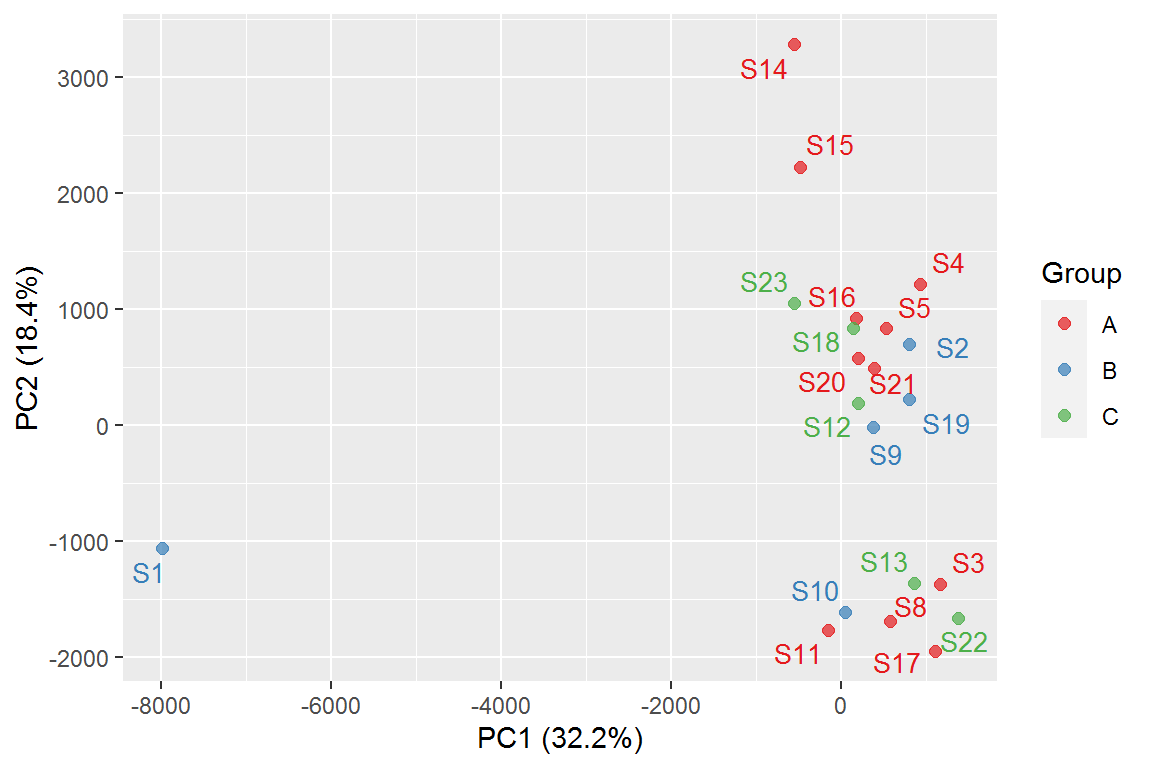 S14
S15
S4
S23
S16
S5
S18
S2
S20
S21
S12
S19
S9
S1
S13
S3
S10
S8
S11
S17
S22
3000
2000
1000
0
-1000
-2000
-8000
-6000
-4000
-2000
0
PC1 (32.2%)
PC2 (18.4%)
Group
A
B
C